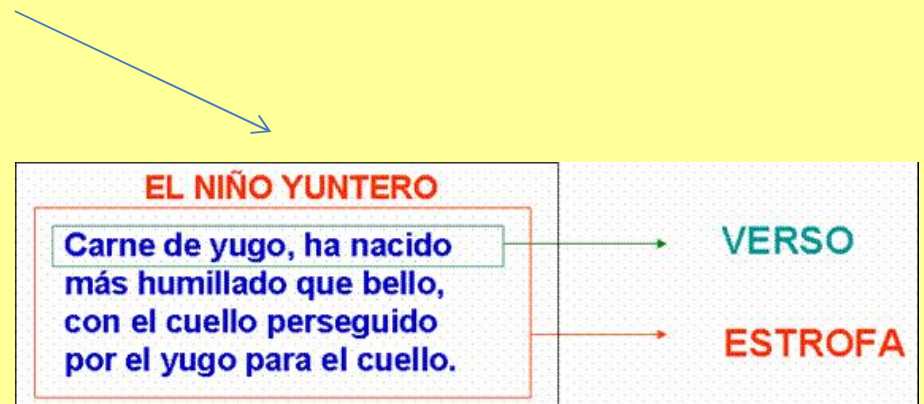 EL NIÑO YUNTERO
Carne de yugo, ha nacido
más humillado que bello,
con el cuello perseguido
por el yugo para el cuello.
VERSO
ESTROFA